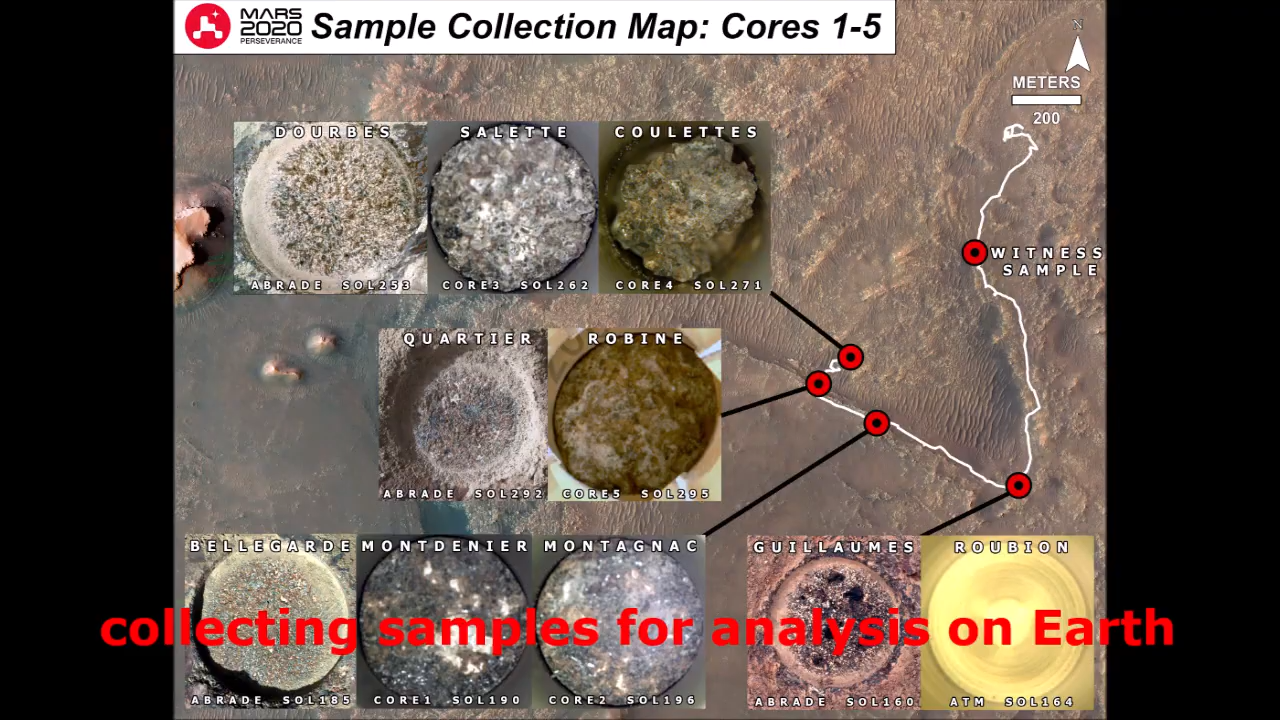 MARS
2020
PERSEVERANCE
Sample Collection Map: Cores 1-5
N
METERS
200
DOURBES
SALETTE
COULETTES
ABRADE SOL253
CORE3 SOL262
CORE4 SOL271
WITNESS
SAMPLE
QUARTIER
ROBINE
ABRADE SOL292
CORE5 SOL295
BELLEGARDE
MONTDENIER
MONTAGNAC
GUILLAUMES
ROUBION
collecting samples for analysis on Earth
ABRADE SOL185
CORE1 SOL190
CORE2 SOL196
ABRADE SOL160
ATM SOL164